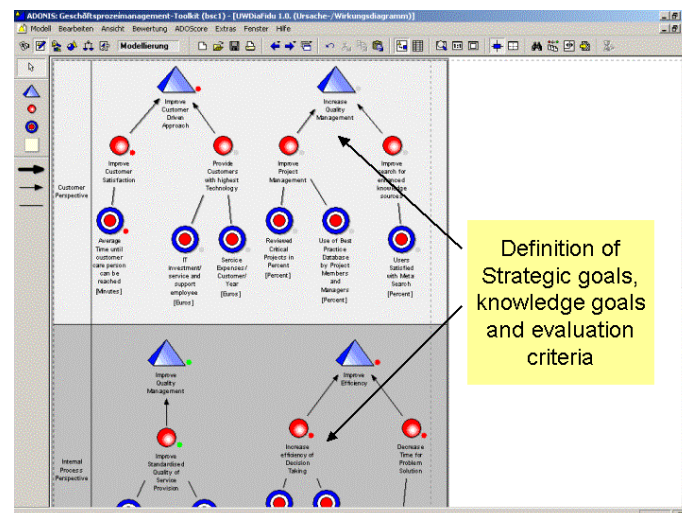 ADONIS: Geschäftsprozeßmanagement-Toolkit (bsc1) - [UWDiaFidu 1.0. (Ursache-/Wirkungsdiagramm)]
Modell Bearbeiten Ansicht Bewertung ADOScore Extras Fenster Hilfe
Modellierung
Improve
Customer
Driven
Approach
Increase
Quality
Management
Improve
Customer
Satisfaction
Provide
Customers
with highest
Technology
Improve
Project
Management
Improve
search for
enhanced
knowledge
sources
Customer
Perspective
Average
Time until
customer
care person
can be
reached
[Minutes]
IT
Investment/
service and
support
employee
[Euros]
Service
Expenses/
Customer/
Year
[Euros]
Reviewed
Critical
Projects in
Percent
[Percent]
Use of Best
Practice
Database
by Project
Members
and
Managers
[Percent]
Users
Satisfied
with Meta
Search
[Percent]
Definition of
Strategic goals,
knowledge goals
and evaluation
criteria
Improve
Quality
Management
Improve
Efficiency
Improve
Standardised
Quality of
Service
Provision
Increase
efficiency of
Decision
Taking
Decrease
Time for
Problem
Solution
Internal
Process
Perspective